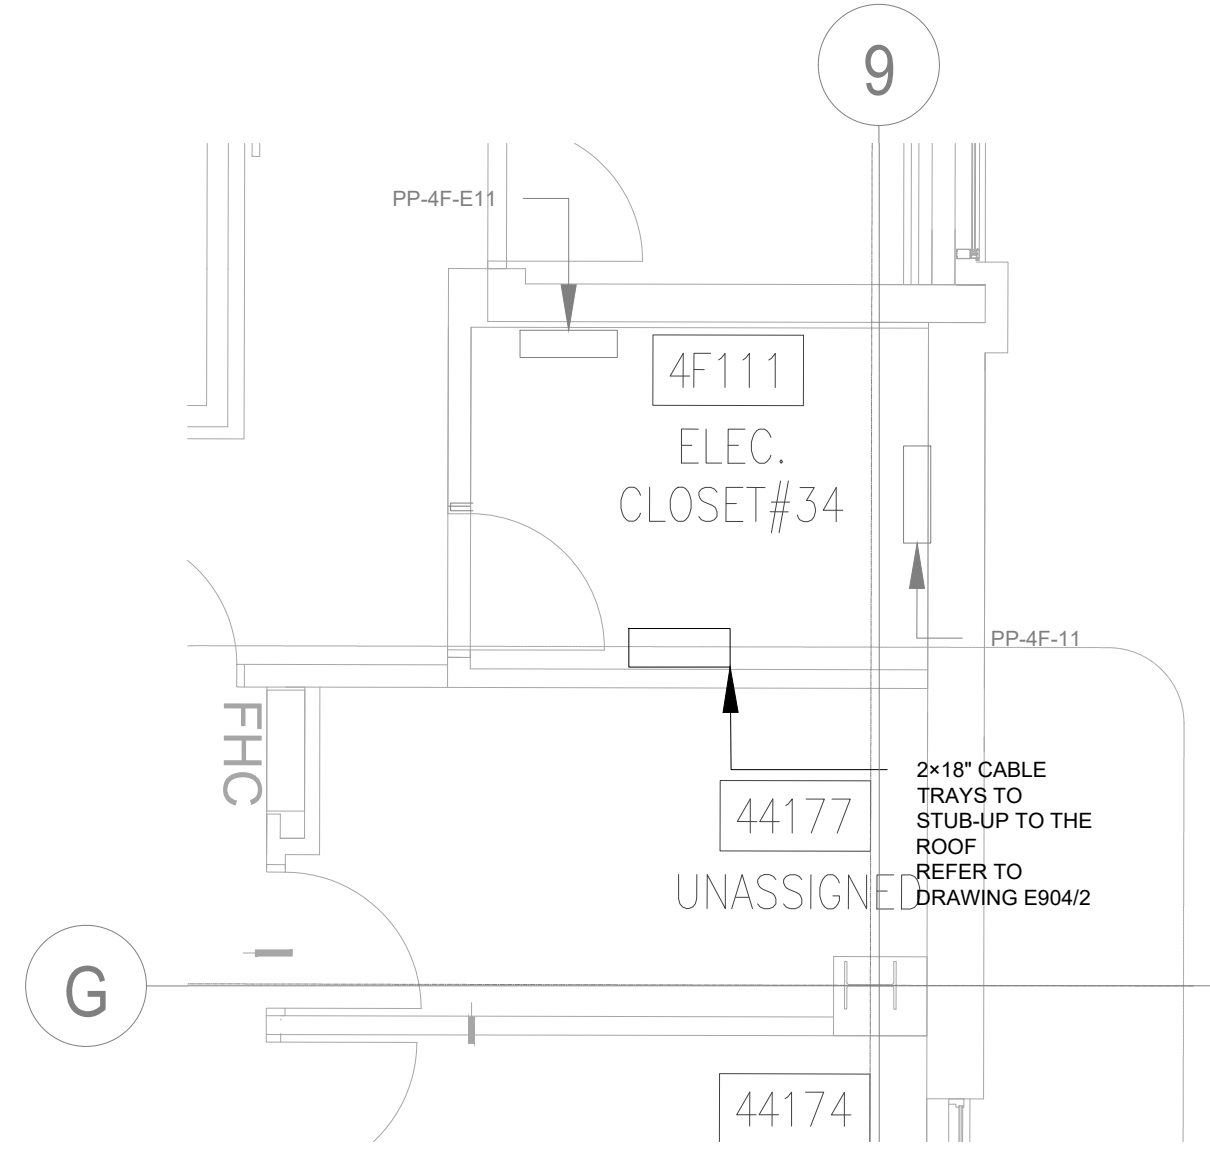 9
PP-4F-E11
4F111
ELEC.
CLOSET#34
PP-4F-11
FHC
2×18" CABLE
TRAYS TO
STUB-UP TO THE
ROOF
REFER TO
DRAWING E904/2
44177
UNASSIGNED
G
44174